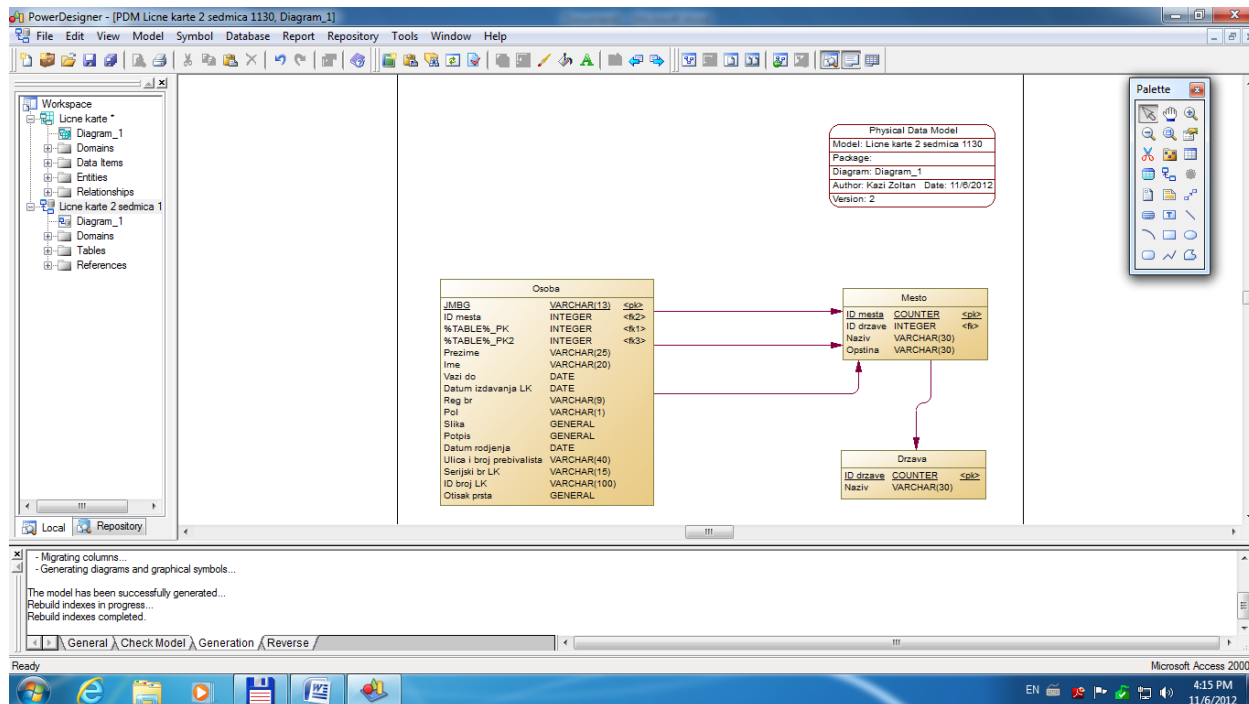 PowerDesigner - [PDM Licne karte 2 sedmica 1130, Diagram_1]
File Edit View Model Symbol Database Report Repository Tools Window Help
Workspace
Licne karte *
Diagram_1
Domains
Data Items
Entities
Relationships
Licne karte 2 sedmica 1
Diagram_1
Domains
Tables
References
Local Repository
Palette
Physical Data Model
Model: Licne karte 2 sedmica 1130
Package:
Diagram: Diagram_1
Author: Kazi Zoltan Date: 11/6/2012
Version: 2
Osoba
JMBG VARCHAR(13) <pk>
ID mesta INTEGER <fk2>
%TABLE%_PK INTEGER <fk1>
%TABLE%_PK2 INTEGER <fk3>
Prezime VARCHAR(25)
Ime VARCHAR(20)
Vazi do DATE
Datum izdavanja LK DATE
Reg br VARCHAR(9)
Pol VARCHAR(1)
Slika GENERAL
Potpis GENERAL
Datum rodjenja DATE
Ulica i broj prebivalista VARCHAR(40)
Serijski br LK VARCHAR(15)
ID broj LK VARCHAR(100)
Otisak prsta GENERAL
Mesto
ID mesta COUNTER <pk>
ID drzave INTEGER <fk>
Naziv VARCHAR(30)
Opstina VARCHAR(30)
Drzava
ID drzave COUNTER <pk>
Naziv VARCHAR(30)
- Migrating columns...
- Generating diagrams and graphical symbols...
The model has been successfully generated...
Rebuild indexes in progress...
Rebuild indexes completed.
General Check Model Generation Reverse
Ready
Microsoft Access 2000
EN
4:15 PM
11/6/2012